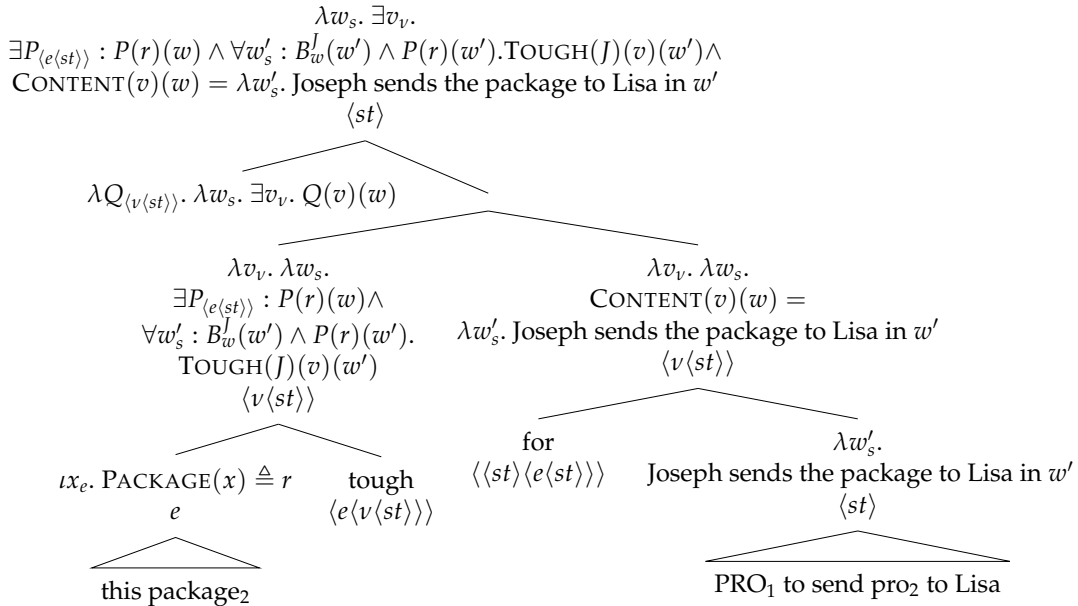 λw_s. ∃v_ν.
∃P_⟨e⟨st⟩⟩ : P(r)(w) ∧ ∀w′_s : B^J_w(w′) ∧ P(r)(w′).TOUGH(J)(v)(w′)∧
CONTENT(v)(w) = λw′_s. Joseph sends the package to Lisa in w′
⟨st⟩
λQ_⟨ν⟨st⟩⟩. λw_s. ∃v_ν. Q(v)(w)
λv_ν. λw_s.
∃P_⟨e⟨st⟩⟩ : P(r)(w)∧
∀w′_s : B^J_w(w′) ∧ P(r)(w′).
TOUGH(J)(v)(w′)
⟨ν⟨st⟩⟩
λv_ν. λw_s.
CONTENT(v)(w) =
λw′_s. Joseph sends the package to Lisa in w′
⟨ν⟨st⟩⟩
ιx_e. PACKAGE(x) ≜ r
e
tough
⟨e⟨ν⟨st⟩⟩⟩
for
⟨⟨st⟩⟨e⟨st⟩⟩⟩
λw′_s.
Joseph sends the package to Lisa in w′
⟨st⟩
this package₂
PRO₁ to send pro₂ to Lisa